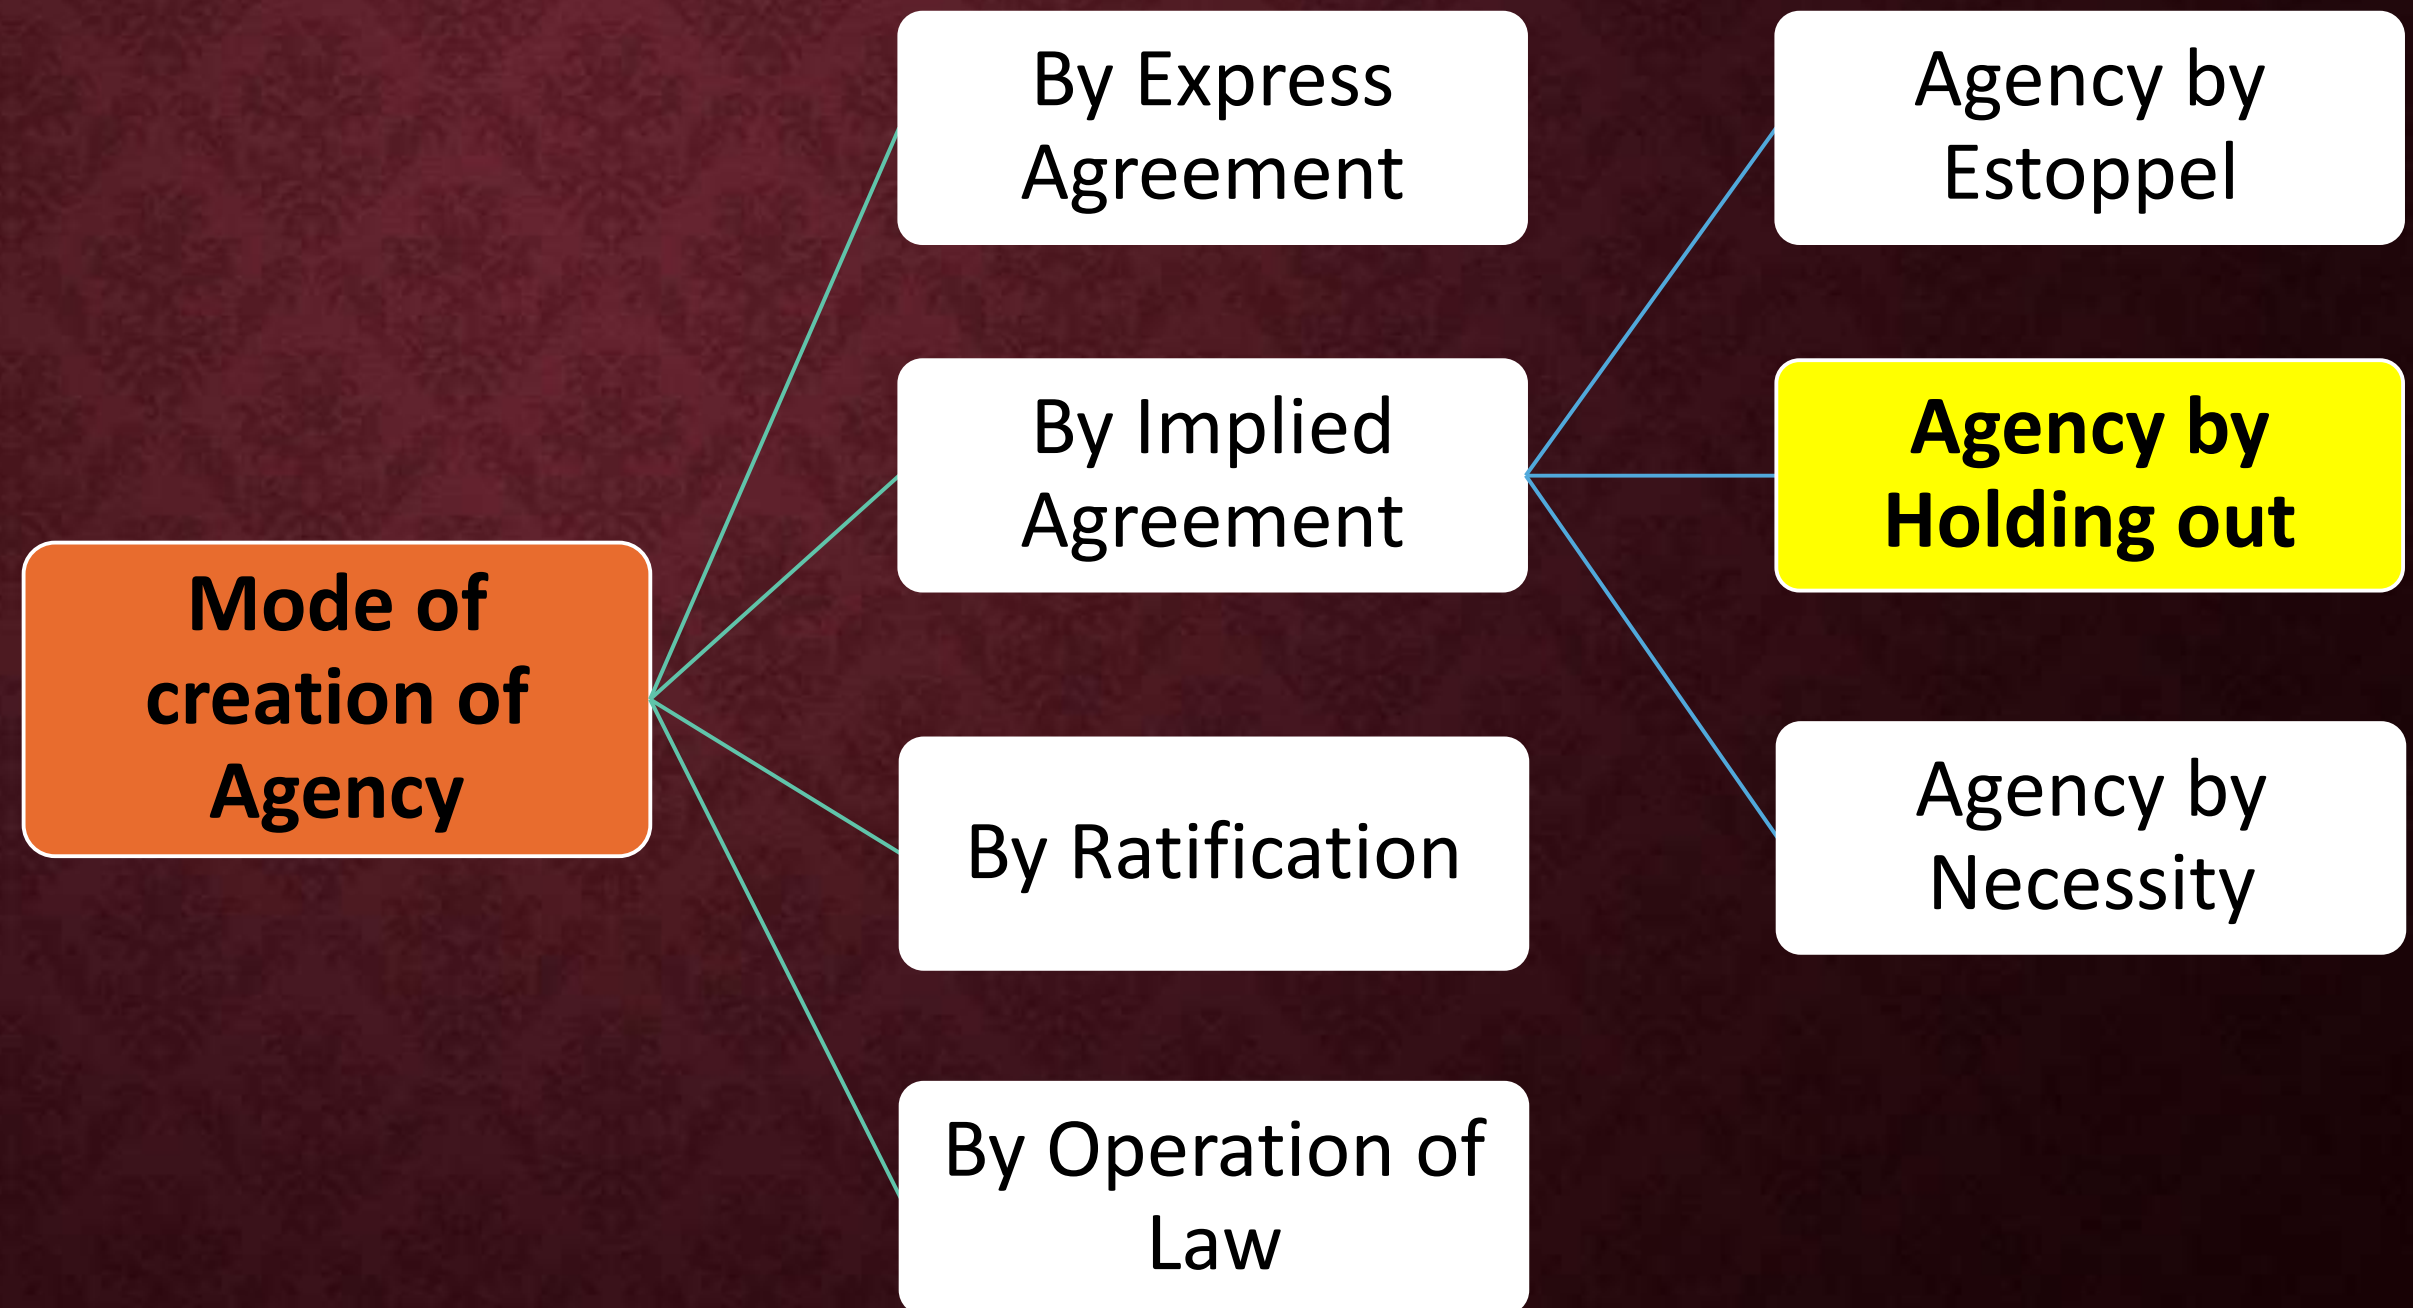 Mode of
creation of
Agency
By Express
Agreement
By Implied
Agreement
By Ratification
By Operation of
Law
Agency by
Estoppel
Agency by
Holding out
Agency by
Necessity